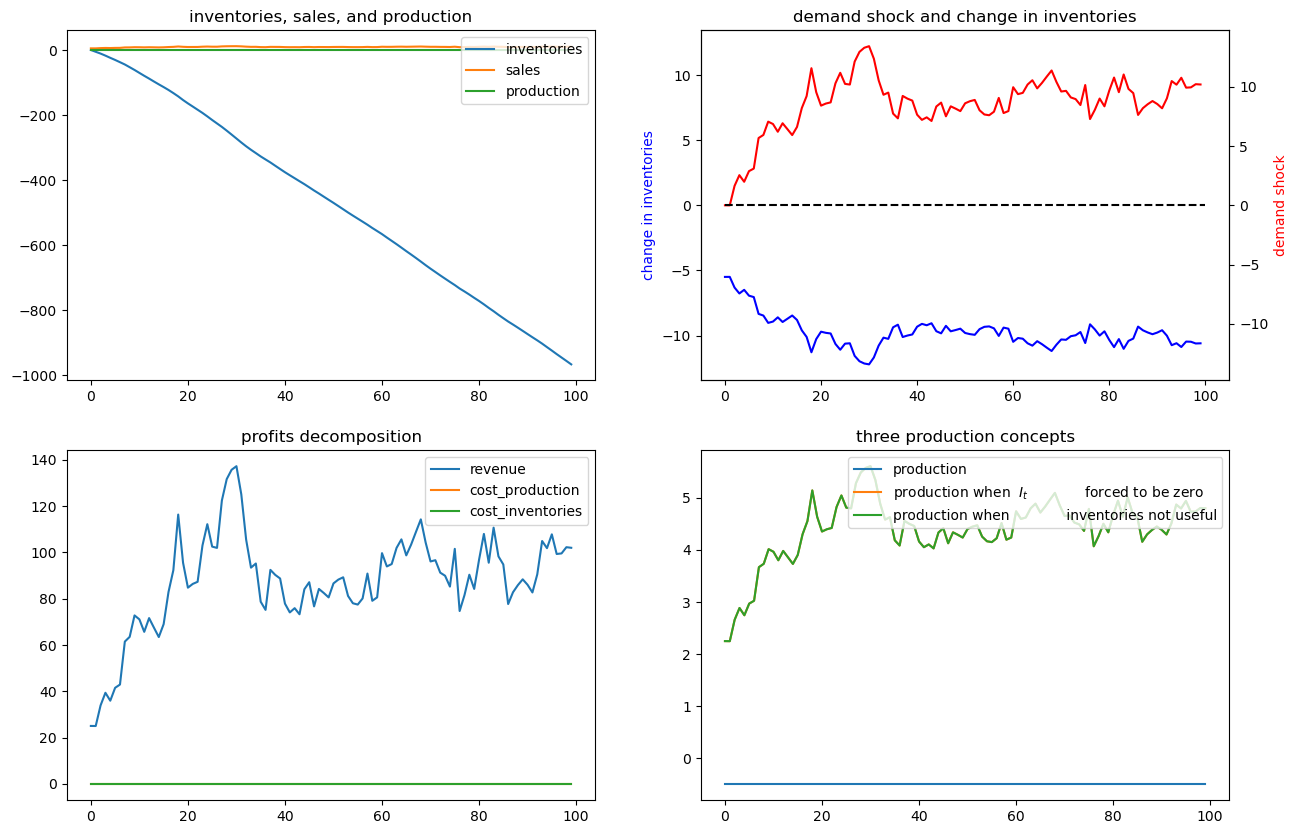 inventories, sales, and production
0
−200
−400
−600
−800
−1000
0 20 40 60 80 100
inventories
sales
production
demand shock and change in inventories
change in inventories
10
5
0
−5
−10
0 20 40 60 80 100
10
5
0
−5
−10
demand shock
profits decomposition
140
120
100
80
60
40
20
0
0 20 40 60 80 100
revenue
cost_production
cost_inventories
three production concepts
5
4
3
2
1
0
0 20 40 60 80 100
production
production when I_t forced to be zero
production when inventories not useful